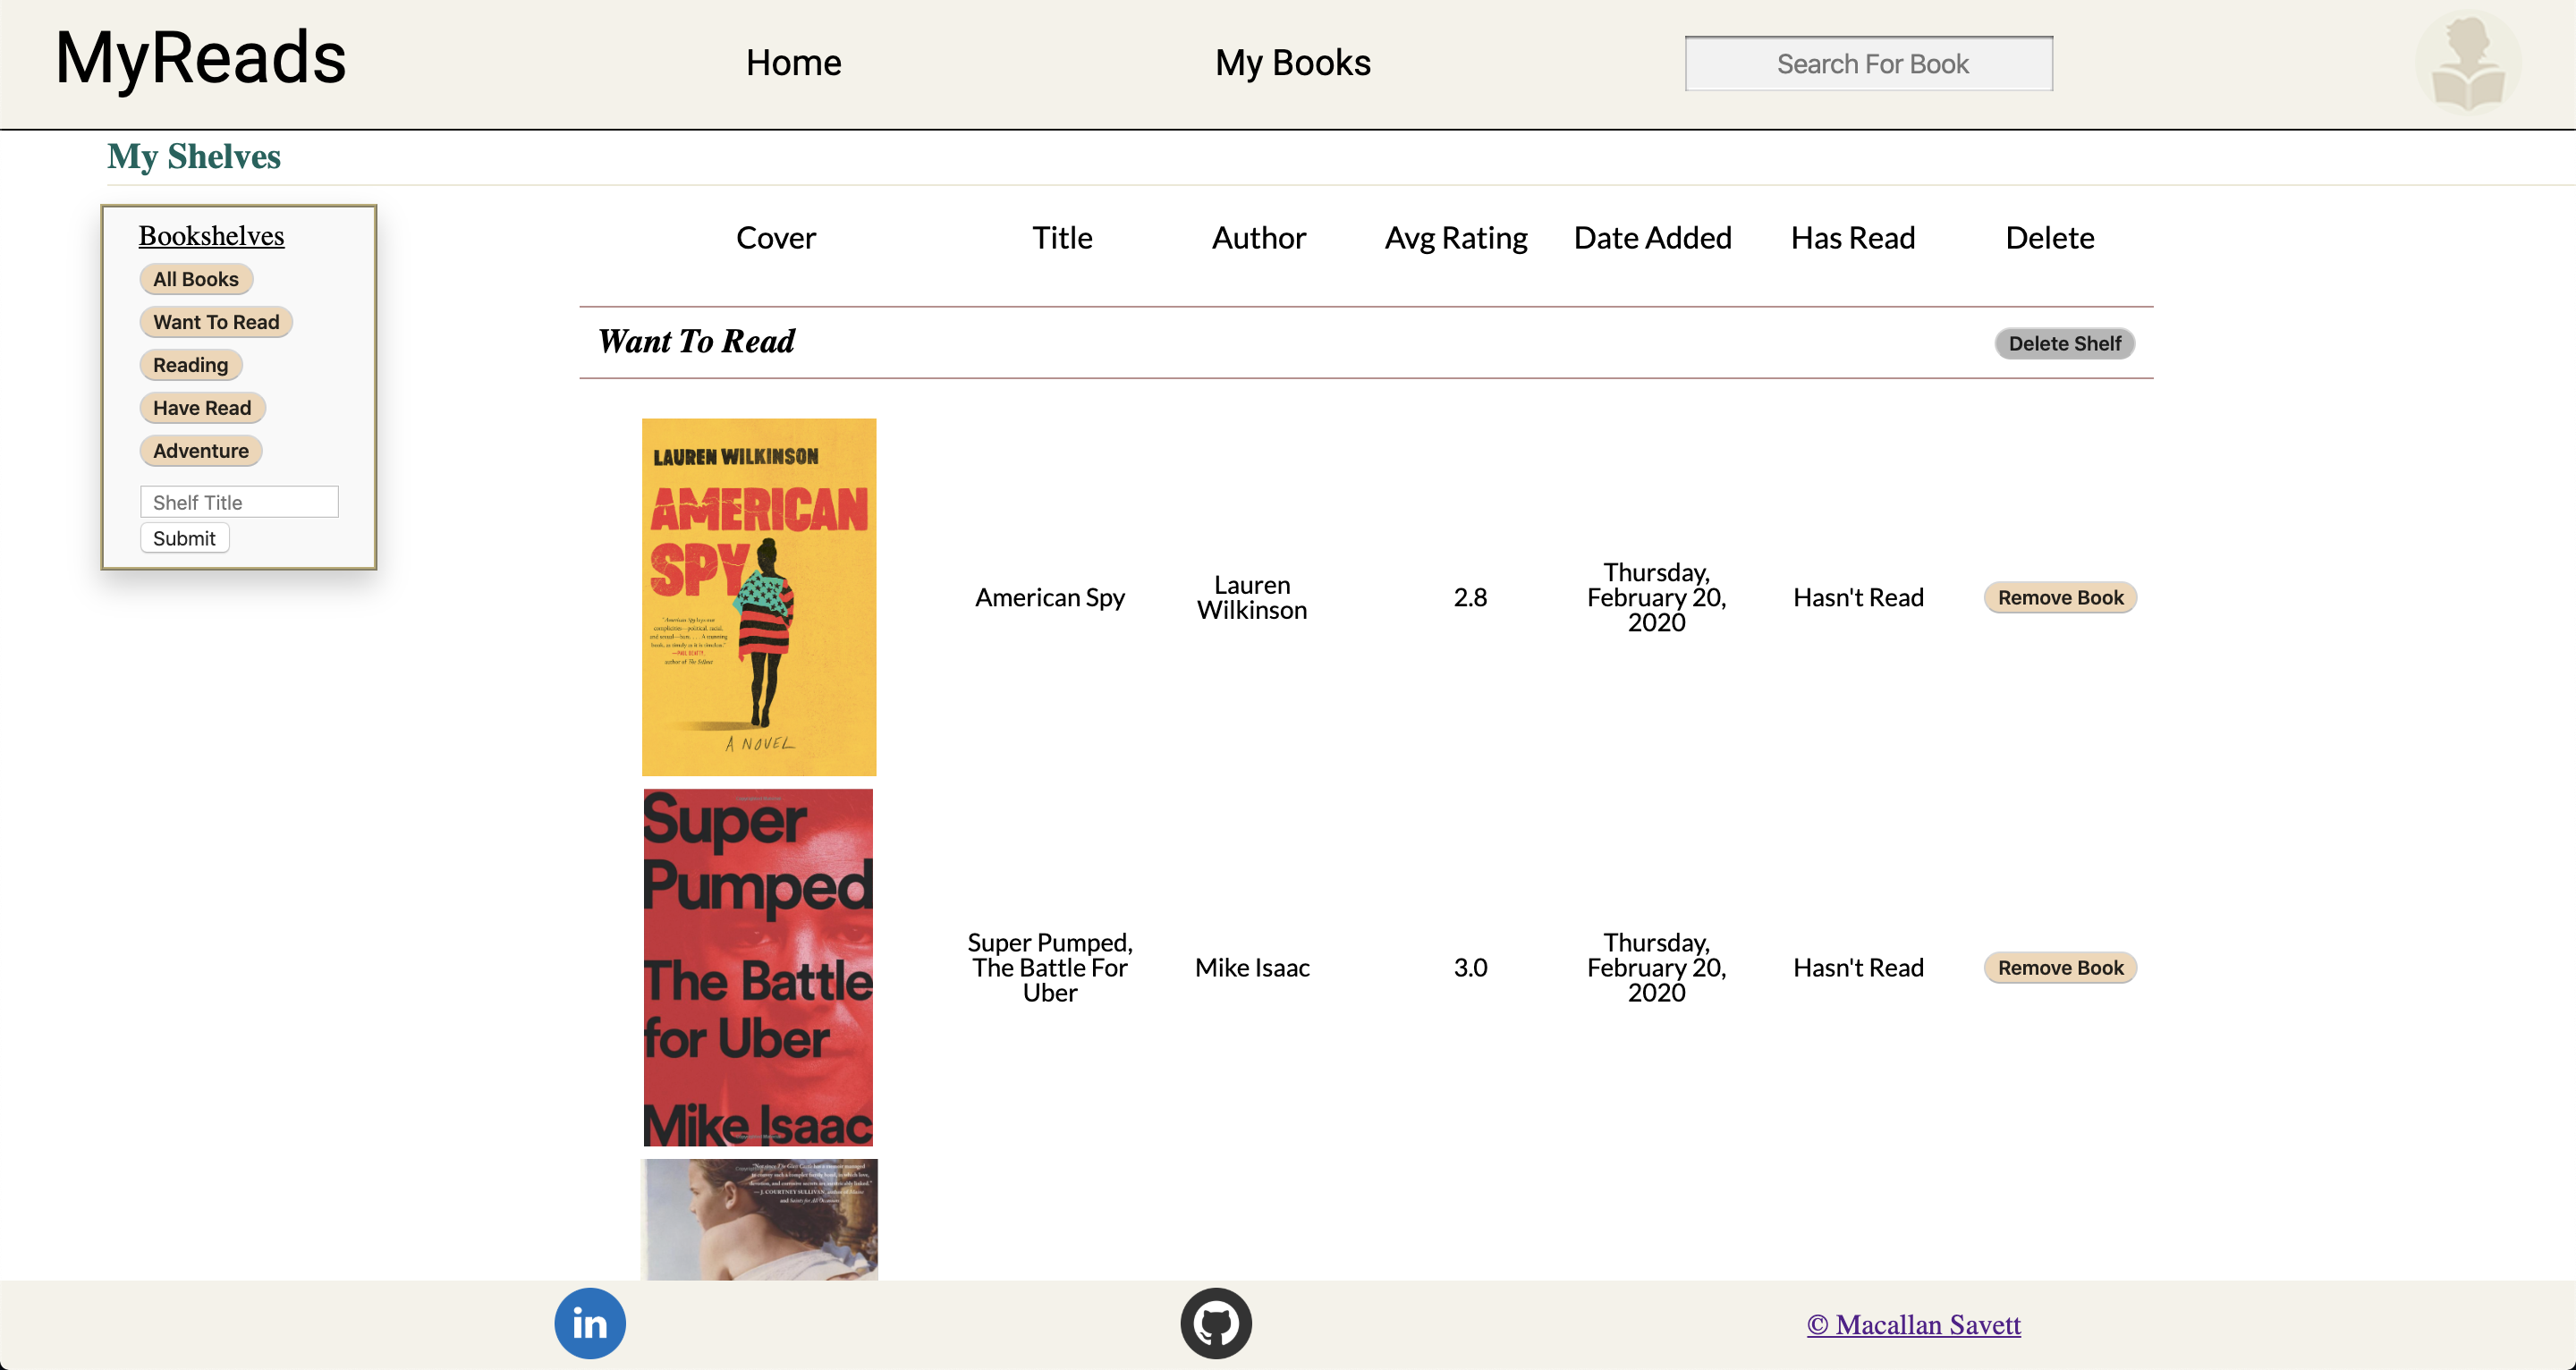 MyReads
Home
My Books
Search For Book
My Shelves
Bookshelves
All Books
Want To Read
Reading
Have Read
Adventure
Shelf Title
Submit
Cover
Title
Author
Avg Rating
Date Added
Has Read
Delete
Want To Read
Delete Shelf
LAUREN WILKINSON
AMERICAN
SPY
A NOVEL
American Spy
Lauren
Wilkinson
2.8
Thursday,
February 20,
2020
Hasn't Read
Remove Book
Super
Pumped
The Battle
for Uber
Mike Isaac
Super Pumped,
The Battle For
Uber
Mike Isaac
3.0
Thursday,
February 20,
2020
Hasn't Read
Remove Book
— J. COURTNEY SULLIVAN,
in
© Macallan Savett